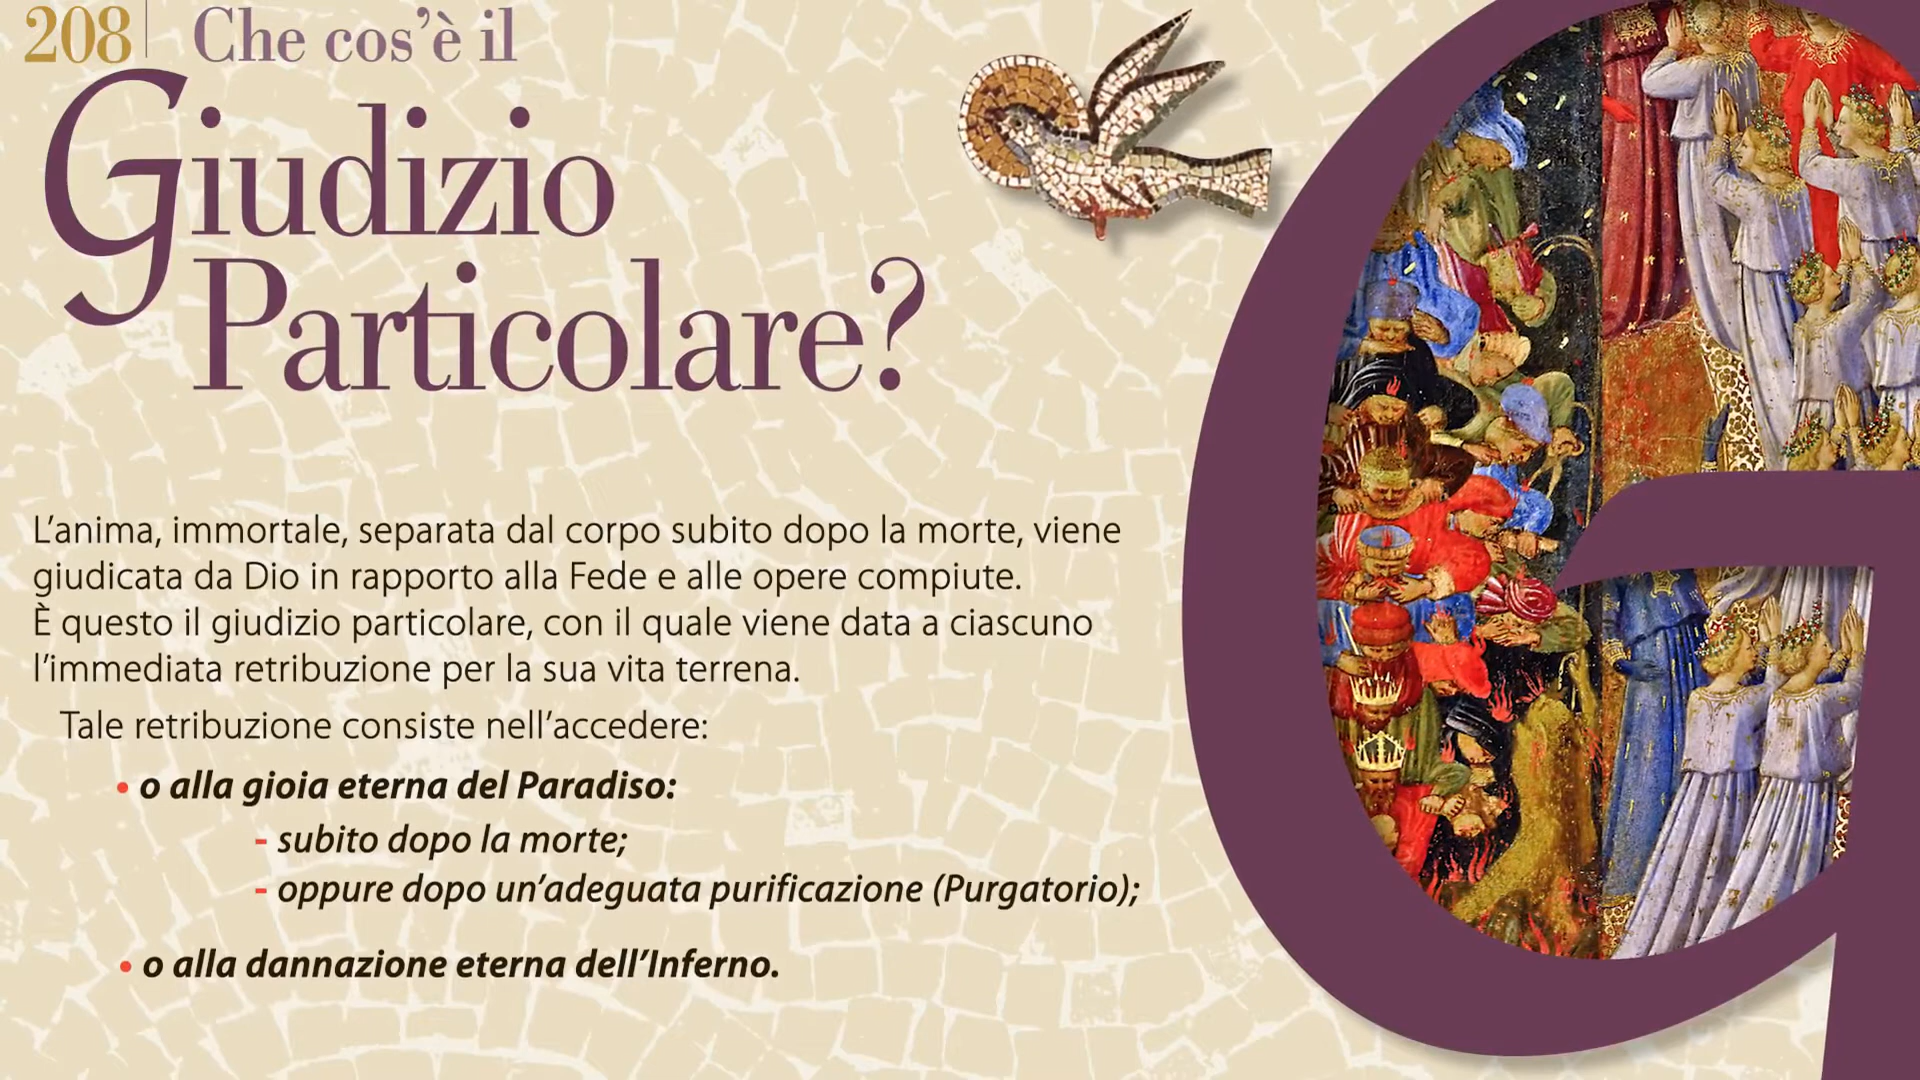 208 Che cos'è il
Giudizio
Particolare?
L'anima, immortale, separata dal corpo subito dopo la morte, viene
giudicata da Dio in rapporto alla Fede e alle opere compiute.
È questo il giudizio particolare, con il quale viene data a ciascuno
l'immediata retribuzione per la sua vita terrena.
Tale retribuzione consiste nell'accedere:
• o alla gioia eterna del Paradiso:
- subito dopo la morte;
- oppure dopo un'adeguata purificazione (Purgatorio);
• o alla dannazione eterna dell'Inferno.
G